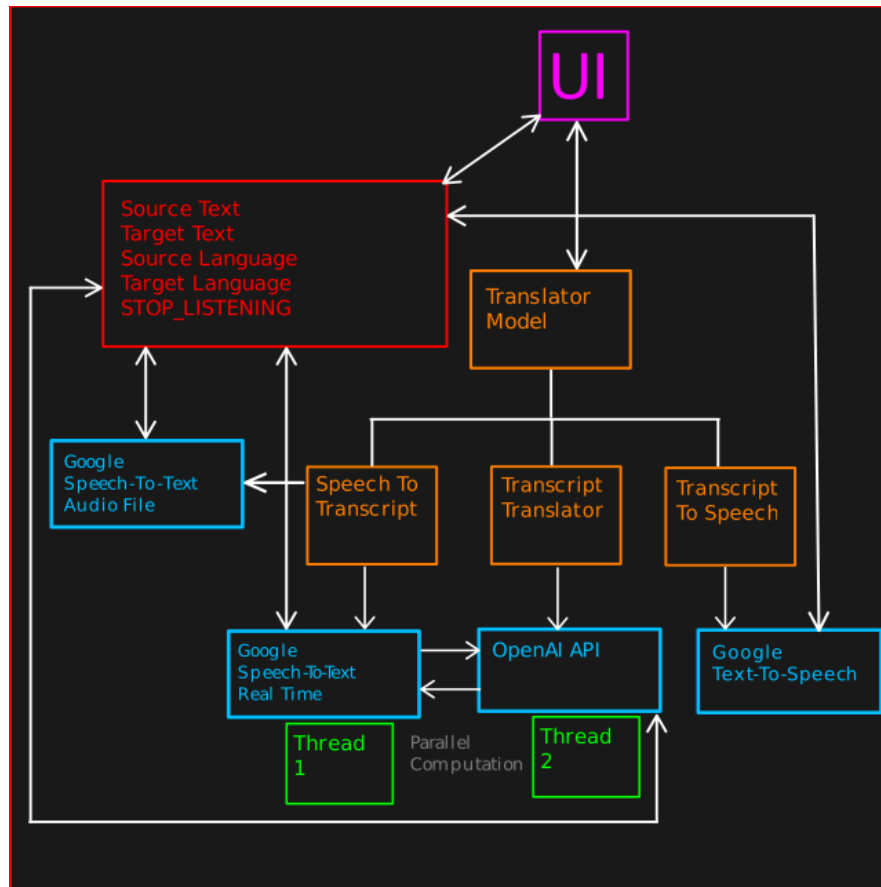 UI
Source Text
Target Text
Source Language
Target Language
STOP_LISTENING
Translator
Model
Google
Speech-To-Text
Audio File
Speech To
Transcript
Transcript
Translator
Transcript
To Speech
Google
Speech-To-Text
Real Time
OpenAI API
Google
Text-To-Speech
Thread
1
Parallel
Computation
Thread
2